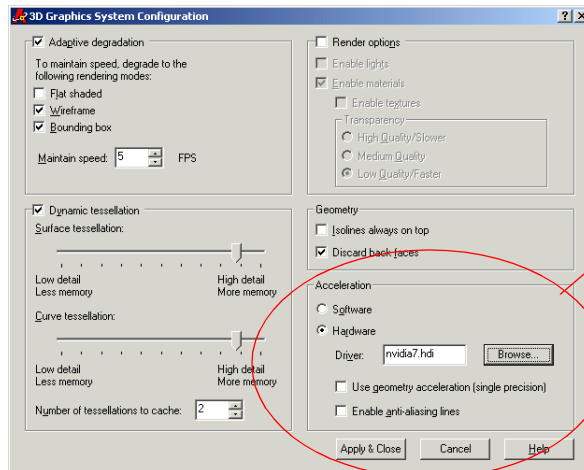 3D Graphics System Configuration
Adaptive degradation
To maintain speed, degrade to the
following rendering modes:
Flat shaded
Wireframe
Bounding box
Maintain speed: 5 FPS
Render options
Enable lights
Enable materials
Enable textures
Transparency
High Quality/Slower
Medium Quality
Low Quality/Faster
Dynamic tessellation
Surface tessellation:
Low detail High detail
Less memory More memory
Curve tessellation:
Low detail High detail
Less memory More memory
Number of tessellations to cache: 2
Geometry
Isolines always on top
Discard back faces
Acceleration
Software
Hardware
Driver: nvidia7.hdi Browse...
Use geometry acceleration (single precision)
Enable anti-aliasing lines
Apply & Close Cancel Help